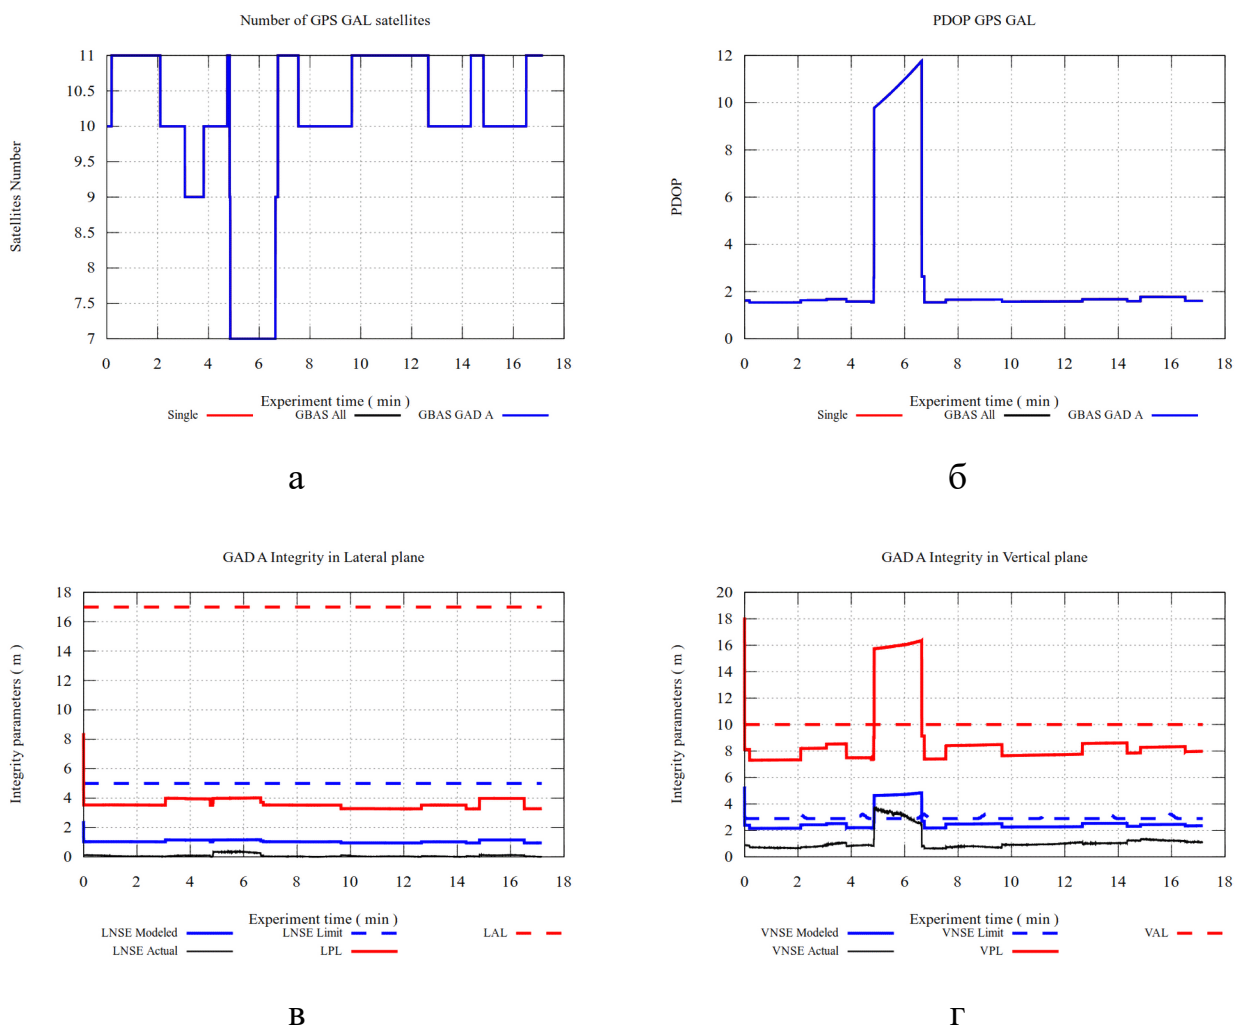 Number of GPS GAL satellites
11
10.5
10
9.5
9
8.5
8
7.5
7
Satellites Number
0 2 4 6 8 10 12 14 16 18
Experiment time ( min )
Single GBAS All GBAS GAD A
а
PDOP GPS GAL
12
10
8
6
4
2
0
PDOP
0 2 4 6 8 10 12 14 16 18
Experiment time ( min )
Single GBAS All GBAS GAD A
б
GAD A Integrity in Lateral plane
18
16
14
12
10
8
6
4
2
0
Integrity parameters ( m )
0 2 4 6 8 10 12 14 16 18
Experiment time ( min )
LNSE Modeled LNSE Limit LAL
LNSE Actual LPL
в
GAD A Integrity in Vertical plane
20
18
16
14
12
10
8
6
4
2
0
Integrity parameters ( m )
0 2 4 6 8 10 12 14 16 18
Experiment time ( min )
VNSE Modeled VNSE Limit VAL
VNSE Actual VPL
г